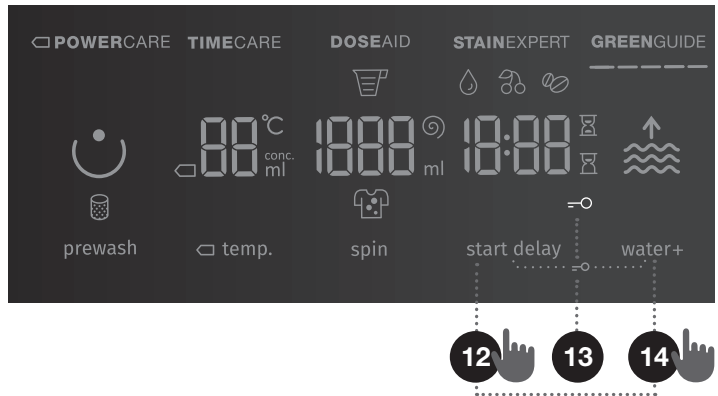 POWERCARE TIMECARE DOSEAID STAINEXPERT GREENGUIDE
88 °C conc. ml 1888 ml 18:88
prewash temp. spin start delay water+
12 13 14